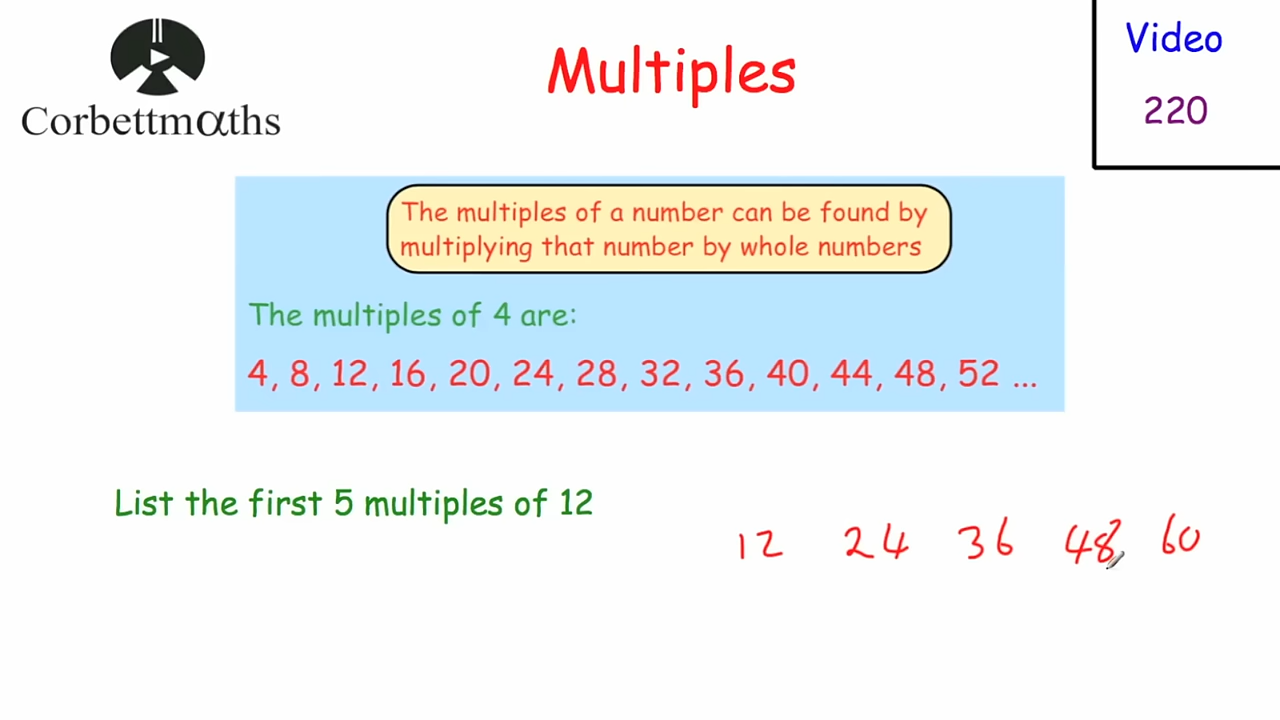 Corbettmαths
Multiples
Video
220
The multiples of a number can be found by
multiplying that number by whole numbers
The multiples of 4 are:
4, 8, 12, 16, 20, 24, 28, 32, 36, 40, 44, 48, 52 ...
List the first 5 multiples of 12
12 24 36 48 60